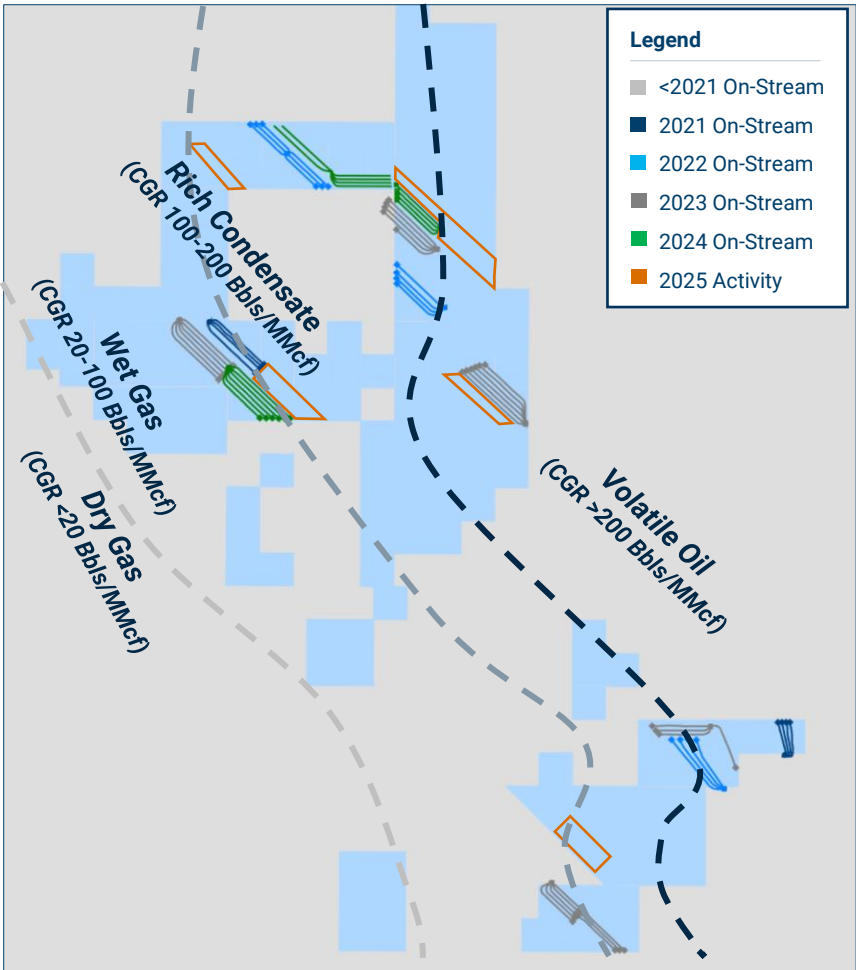 Legend
<2021 On-Stream
2021 On-Stream
2022 On-Stream
2023 On-Stream
2024 On-Stream
2025 Activity
Rich Condensate
(CGR 100-200 Bbls/MMcf)
Wet Gas
(CGR 20-100 Bbls/MMcf)
Dry Gas
(CGR <20 Bbls/MMcf)
Volatile Oil
(CGR >200 Bbls/MMcf)